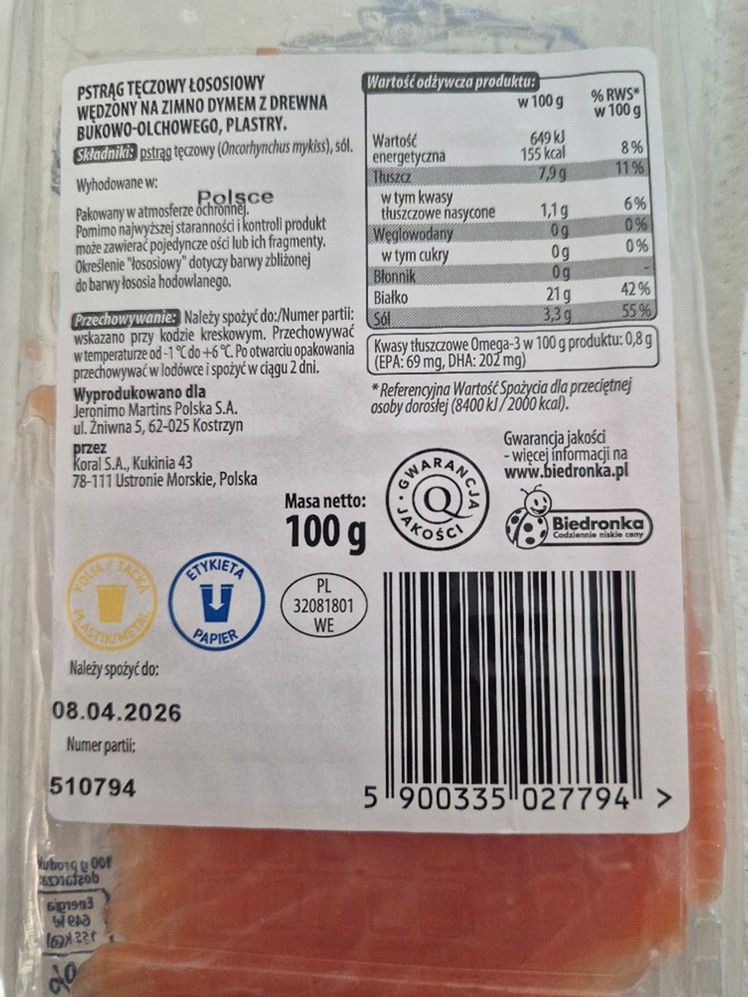 PSTRĄG TĘCZOWY ŁOSOSIOWY
WĘDZONY NA ZIMNO DYMEM Z DREWNA
BUKOWO-OLCHOWEGO, PLASTRY.
Składniki: pstrąg tęczowy (Oncorhynchus mykiss), sól.
Wyhodowane w:
Polsce
Pakowany w atmosferze ochronnej.
Pomimo najwyższej staranności i kontroli produkt
może zawierać pojedyncze ości lub ich fragmenty.
Określenie "łososiowy" dotyczy barwy zbliżonej
do barwy łososia hodowlanego.
Przechowywanie: Należy spożyć do:/Numer partii:
wskazano przy kodzie kreskowym. Przechowywać
w temperaturze od -1 °C do +6 °C. Po otwarciu opakowania
przechowywać w lodówce i spożyć w ciągu 2 dni.
Wyprodukowano dla
Jeronimo Martins Polska S.A.
ul. Żniwna 5, 62-025 Kostrzyn
przez
Koral S.A., Kukinia 43
78-111 Ustronie Morskie, Polska
Wartość odżywcza produktu:
w 100 g % RWS*
w 100 g
Wartość 649 kJ
energetyczna 155 kcal 8 %
Tłuszcz 7,9 g 11 %
w tym kwasy
tłuszczowe nasycone 1,1 g 6 %
Węglowodany 0 g 0 %
w tym cukry 0 g 0 %
Błonnik 0 g -
Białko 21 g 42 %
Sól 3,3 g 55 %
Kwasy tłuszczowe Omega-3 w 100 g produktu: 0,8 g
(EPA: 69 mg, DHA: 202 mg)
* Referencyjna Wartość Spożycia dla przeciętnej
osoby dorosłej (8400 kJ / 2000 kcal).
Gwarancja jakości
- więcej informacji na
www.biedronka.pl
GWARANCJA
Q
JAKOŚCI
Biedronka
Codziennie niskie ceny
Masa netto:
100 g
FOLIA / TACKA
PLASTIK/METAL
ETYKIETA
PAPIER
PL
32081801
WE
Należy spożyć do:
08.04.2026
Numer partii:
510794
5 900335 027794 >
100 g produk
dostarcza:
Energia
649 kJ
155 kcal